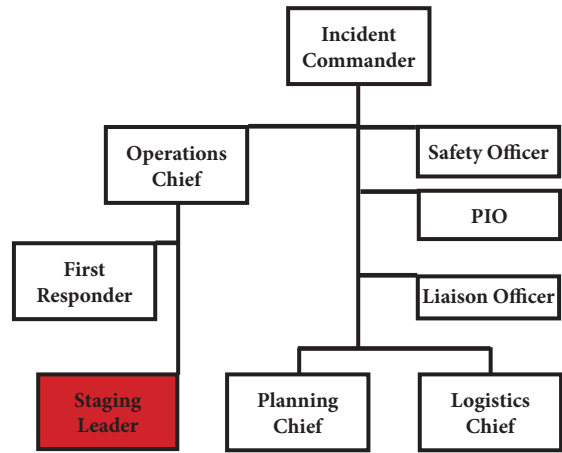 Incident
Commander
Operations
Chief
Safety Officer
PIO
First
Responder
Liaison Officer
Staging
Leader
Planning
Chief
Logistics
Chief